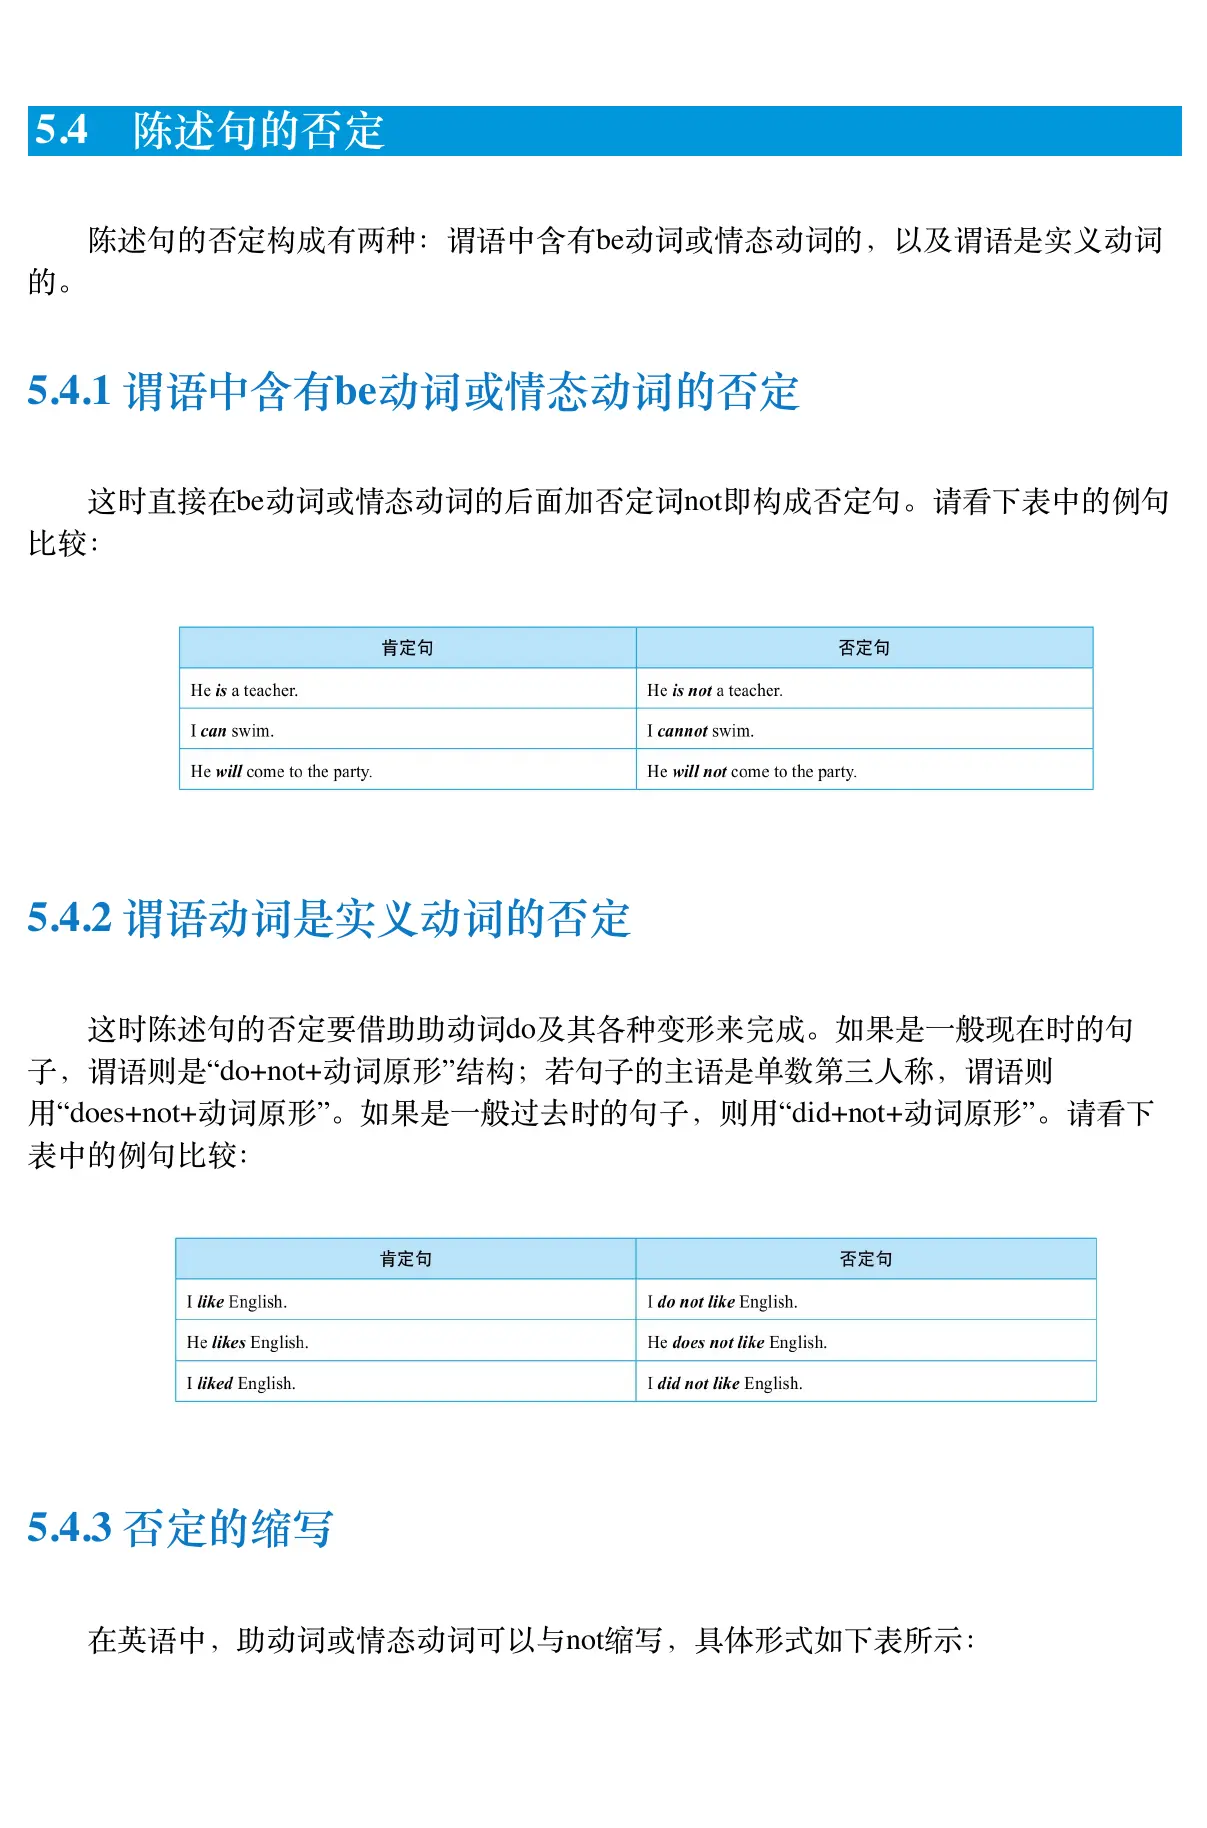 5.4 陈述句的否定
陈述句的否定构成有两种：谓语中含有be动词或情态动词的，以及谓语是实义动词
的。
5.4.1 谓语中含有be动词或情态动词的否定
这时直接在be动词或情态动词的后面加否定词not即构成否定句。请看下表中的例句
比较：
肯定句 否定句
He is a teacher. He is not a teacher.
I can swim. I cannot swim.
He will come to the party. He will not come to the party.
5.4.2 谓语动词是实义动词的否定
这时陈述句的否定要借助助动词do及其各种变形来完成。如果是一般现在时的句
子，谓语则是“do+not+动词原形”结构；若句子的主语是单数第三人称，谓语则
用“does+not+动词原形”。如果是一般过去时的句子，则用“did+not+动词原形”。请看下
表中的例句比较：
肯定句 否定句
I like English. I do not like English.
He likes English. He does not like English.
I liked English. I did not like English.
5.4.3 否定的缩写
在英语中，助动词或情态动词可以与not缩写，具体形式如下表所示：